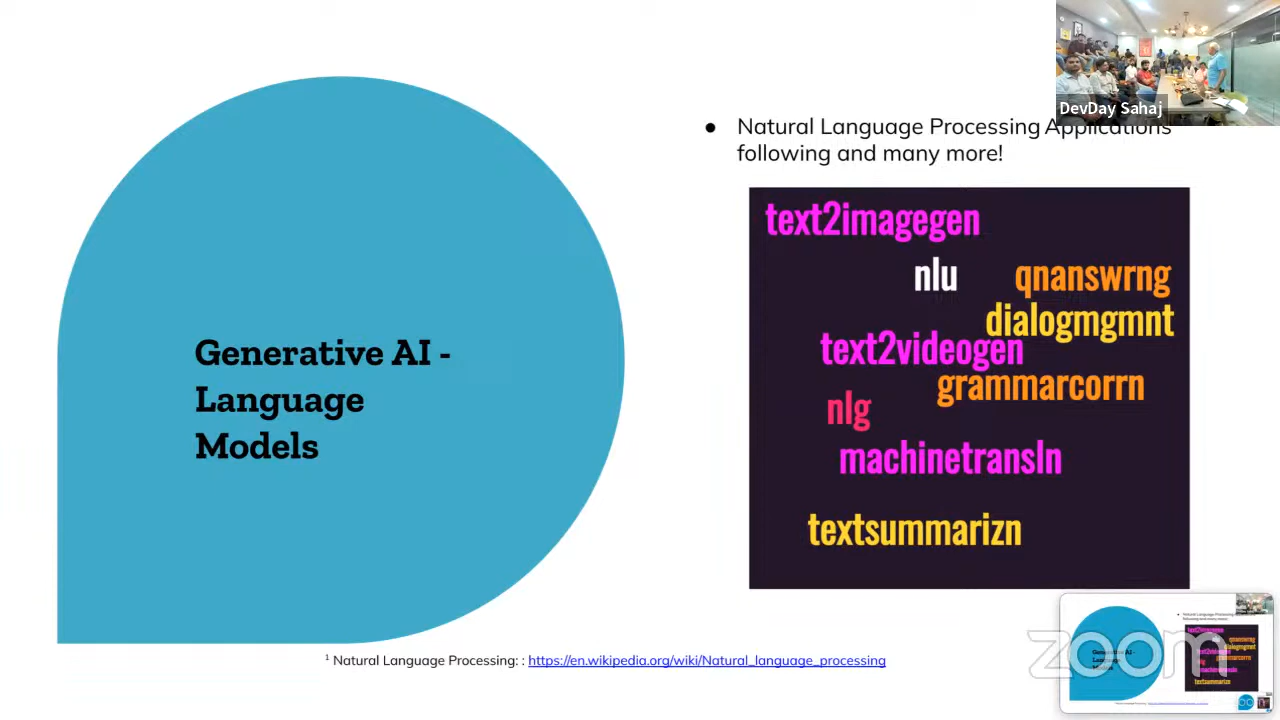 DevDay Sahaj
● Natural Language Processing Applications
following and many more!
text2imagegen
nlu
qnanswrng
dialogmgmnt
text2videogen
grammarcorrn
nlg
machinetransln
textsummarizn
Generative AI -
Language
Models
1 Natural Language Processing: : https://en.wikipedia.org/wiki/Natural_language_processing
zoom